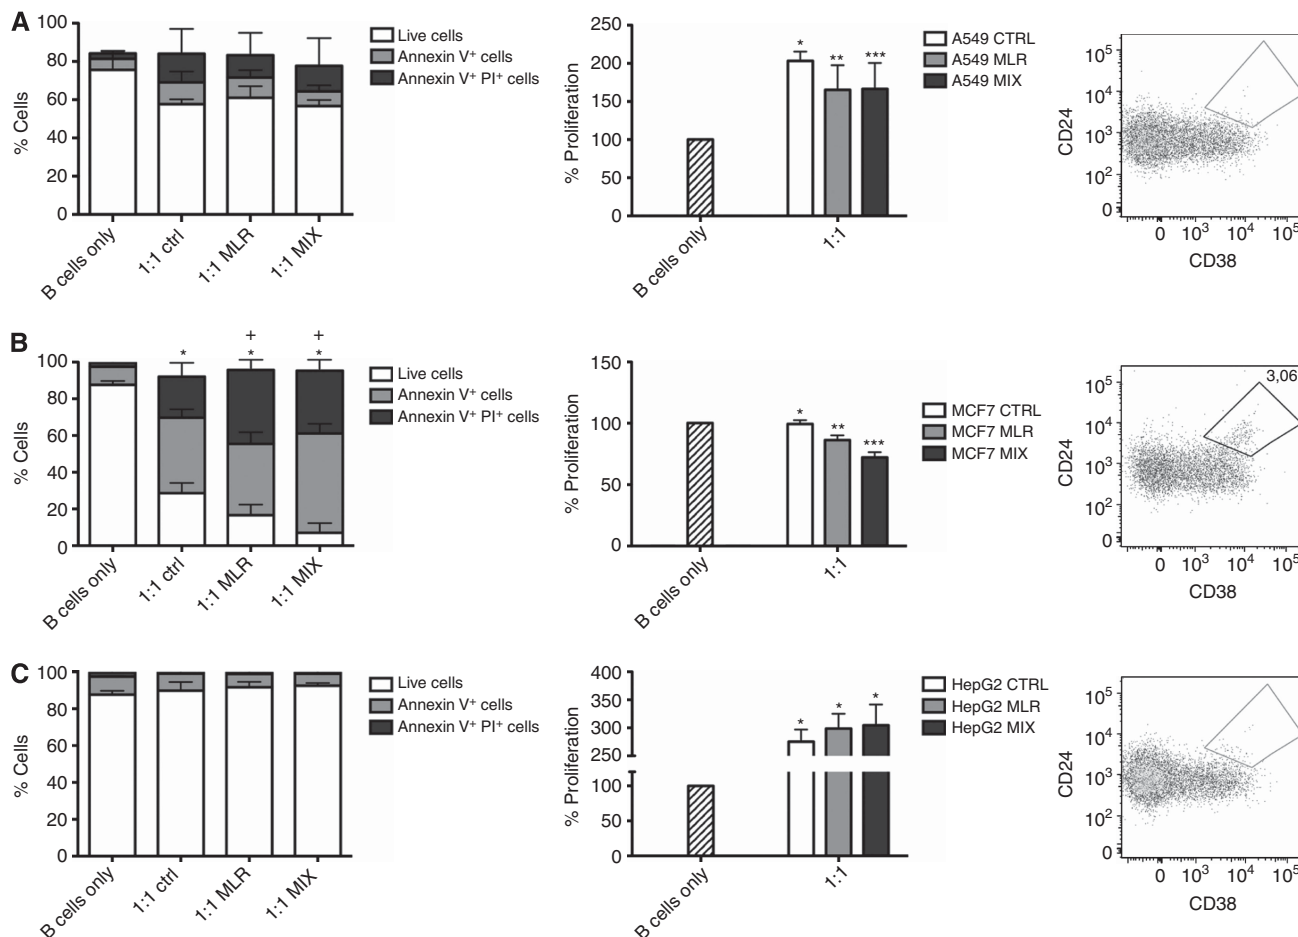 A
100
80
60
40
20
0
% Cells
B cells only
1:1 ctrl
1:1 MLR
1:1 MIX
Live cells
Annexin V⁺ cells
Annexin V⁺ PI⁺ cells
250
200
150
100
50
0
% Proliferation
*
**
***
B cells only
1:1
A549 CTRL
A549 MLR
A549 MIX
CD24
10⁵
10⁴
10³
10²
0
0 10³ 10⁴ 10⁵
CD38
B
100
80
60
40
20
0
% Cells
+ +
* * *
B cells only
1:1 ctrl
1:1 MLR
1:1 MIX
Live cells
Annexin V⁺ cells
Annexin V⁺ PI⁺ cells
150
100
50
0
% Proliferation
*
**
***
B cells only
1:1
MCF7 CTRL
MCF7 MLR
MCF7 MIX
3,06
CD24
10⁵
10⁴
10³
10²
0
0 10³ 10⁴ 10⁵
CD38
C
100
80
60
40
20
0
% Cells
B cells only
1:1 ctrl
1:1 MLR
1:1 MIX
Live cells
Annexin V⁺ cells
Annexin V⁺ PI⁺ cells
400
350
300
250
100
50
0
% Proliferation
* * *
B cells only
1:1
HepG2 CTRL
HepG2 MLR
HepG2 MIX
CD24
10⁵
10⁴
10³
10²
0
0 10³ 10⁴ 10⁵
CD38